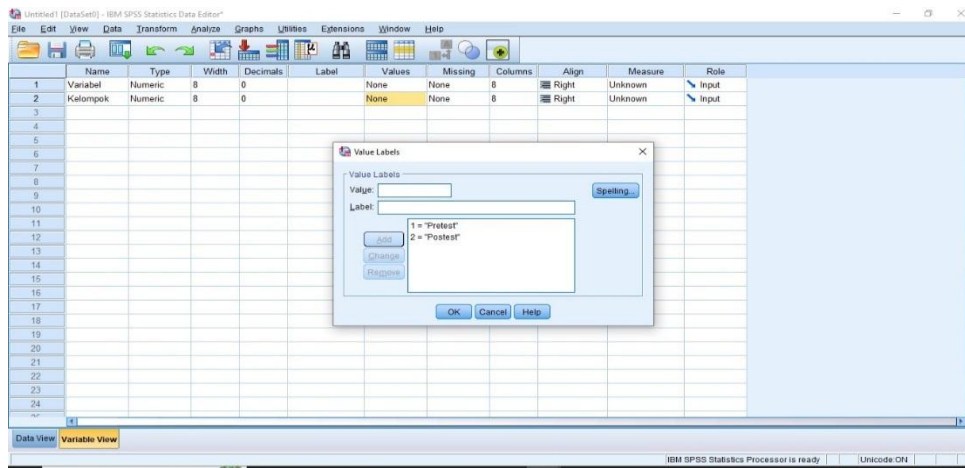 Untitled1 [DataSet0] - IBM SPSS Statistics Data Editor*
File Edit View Data Transform Analyze Graphs Utilities Extensions Window Help
Name Type Width Decimals Label Values Missing Columns Align Measure Role
1 Variabel Numeric 8 0 None None 8 Right Unknown Input
2 Kelompok Numeric 8 0 None None 8 Right Unknown Input
3
4
5
6
7
8
9
10
11
12
13
14
15
16
17
18
19
20
21
22
23
24
Value Labels
Value Labels
Value:
Spelling...
Label:
1 = "Pretest"
2 = "Postest"
Add
Change
Remove
OK Cancel Help
Data View Variable View
IBM SPSS Statistics Processor is ready Unicode:ON